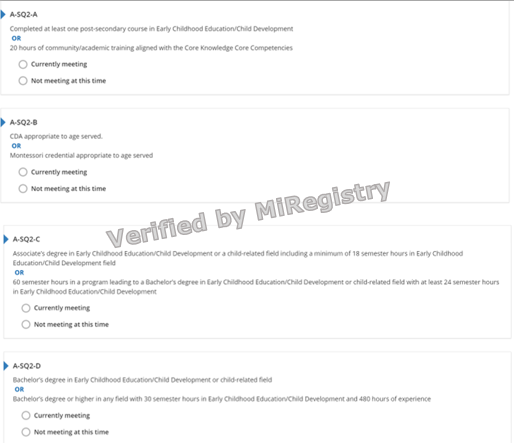 A-SQ2-A
Completed at least one post-secondary course in Early Childhood Education/Child Development
OR
20 hours of community/academic training aligned with the Core Knowledge Core Competencies
Currently meeting
Not meeting at this time
A-SQ2-B
CDA appropriate to age served.
OR
Montessori credential appropriate to age served
Currently meeting
Not meeting at this time
Verified by MiRegistry
A-SQ2-C
Associate's degree in Early Childhood Education/Child Development or a child-related field including a minimum of 18 semester hours in Early Childhood
Education/Child Development field
OR
60 semester hours in a program leading to a Bachelor's degree in Early Childhood Education/Child Development or child-related field with at least 24 semester hours
in Early Childhood Education/Child Development
Currently meeting
Not meeting at this time
A-SQ2-D
Bachelor's degree in Early Childhood Education/Child Development or child-related field
OR
Bachelor's degree or higher in any field with 30 semester hours in Early Childhood Education/Child Development and 480 hours of experience
Currently meeting
Not meeting at this time